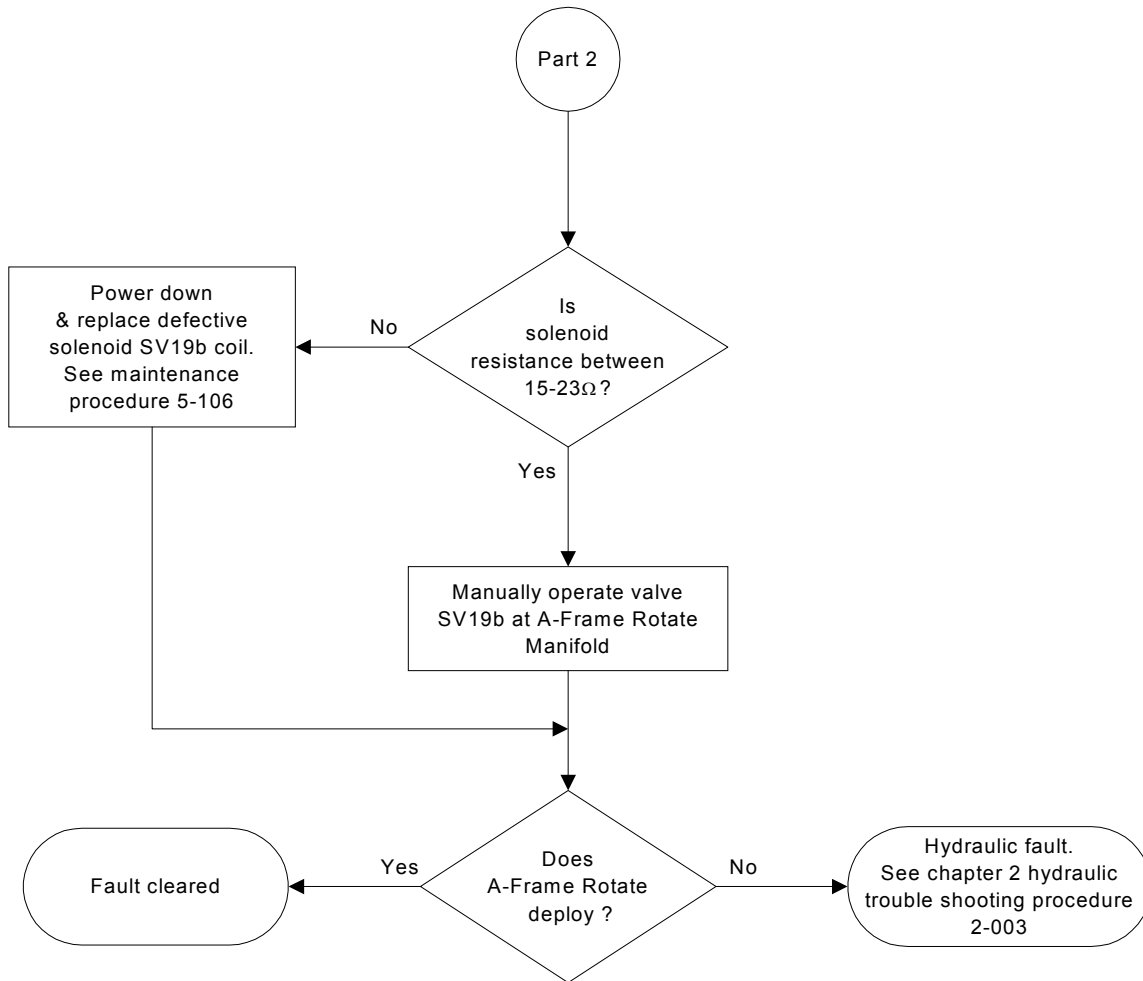 Part 2
Is
solenoid
resistance between
15-23Ω?
No
Power down
& replace defective
solenoid SV19b coil.
See maintenance
procedure 5-106
Yes
Manually operate valve
SV19b at A-Frame Rotate
Manifold
Does
A-Frame Rotate
deploy ?
Yes
Fault cleared
No
Hydraulic fault.
See chapter 2 hydraulic
trouble shooting procedure
2-003